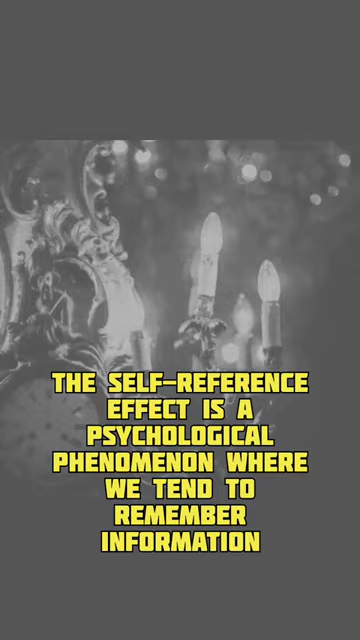 THE SELF-REFERENCE
EFFECT IS A
PSYCHOLOGICAL
PHENOMENON WHERE
WE TEND TO
REMEMBER
INFORMATION